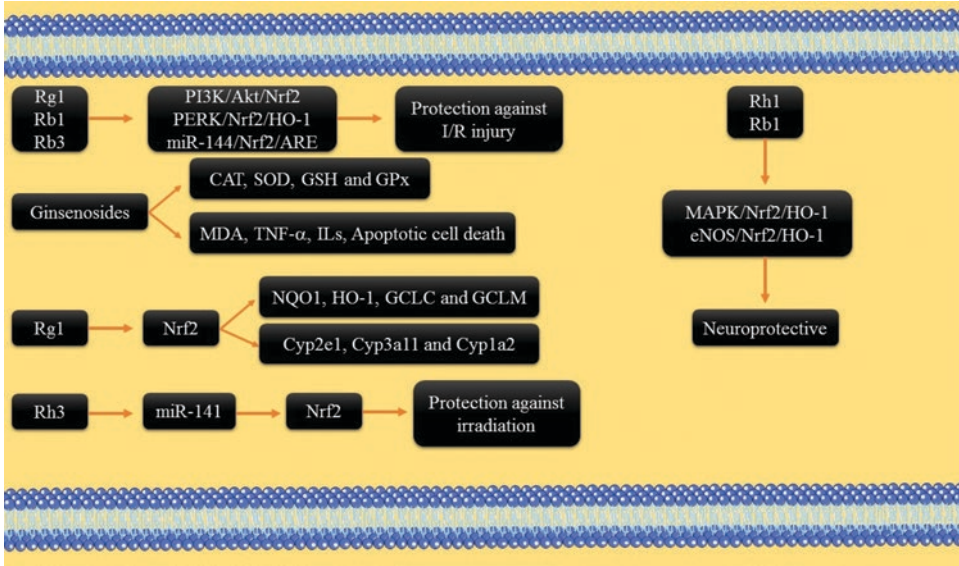 Rg1
Rb1
Rb3
PI3K/Akt/Nrf2
PERK/Nrf2/HO-1
miR-144/Nrf2/ARE
Protection against
I/R injury
Ginsenosides
CAT, SOD, GSH and GPx
MDA, TNF-α, ILs, Apoptotic cell death
Rg1
Nrf2
NQO1, HO-1, GCLC and GCLM
Cyp2e1, Cyp3a11 and Cyp1a2
Rh3
miR-141
Nrf2
Protection against
irradiation
Rh1
Rb1
MAPK/Nrf2/HO-1
eNOS/Nrf2/HO-1
Neuroprotective